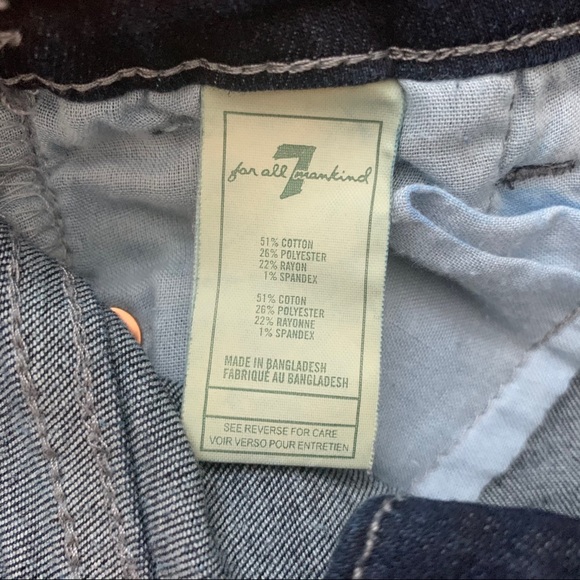 for all 7 mankind
51% COTTON
26% POLYESTER
22% RAYON
1% SPANDEX
51% COTON
26% POLYESTER
22% RAYONNE
1% SPANDEX
MADE IN BANGLADESH
FABRIQUÉ AU BANGLADESH
SEE REVERSE FOR CARE
VOIR VERSO POUR ENTRETIEN